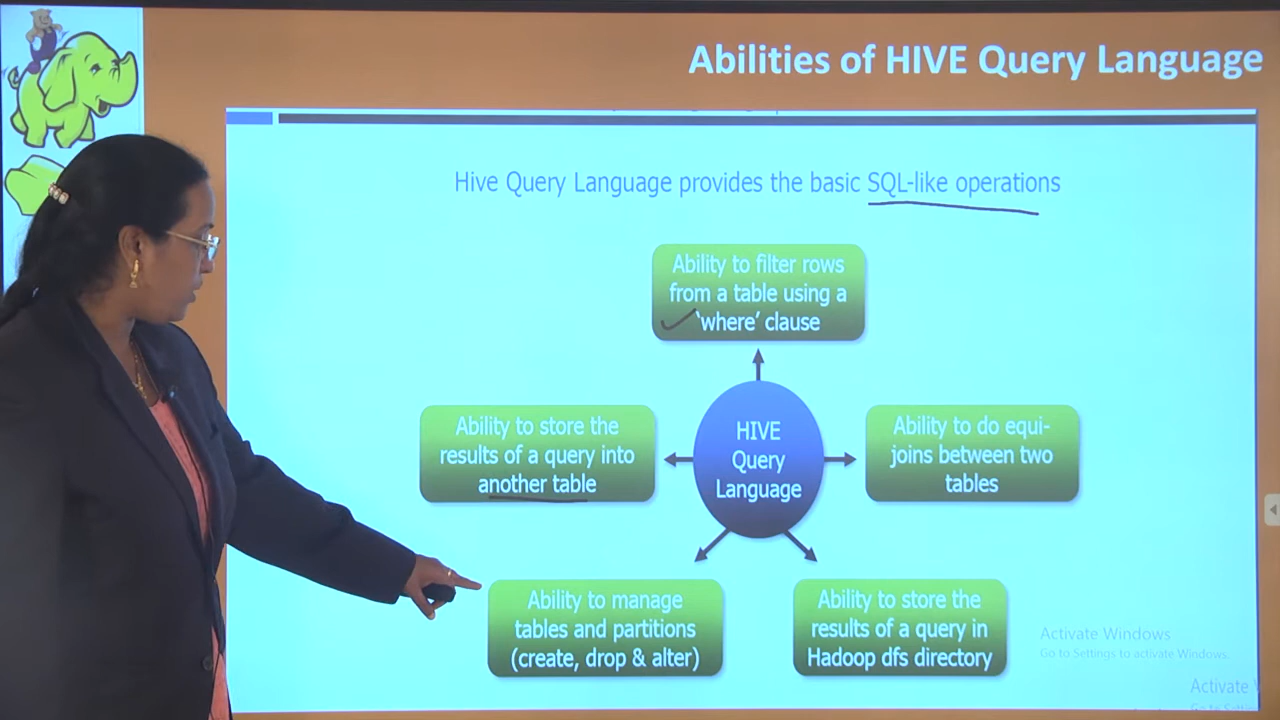 Abilities of HIVE Query Language
Hive Query Language provides the basic SQL-like operations
Ability to filter rows
from a table using a
'where' clause
Ability to store the
results of a query into
another table
HIVE
Query
Language
Ability to do equi-
joins between two
tables
Ability to manage
tables and partitions
(create, drop & alter)
Ability to store the
results of a query in
Hadoop dfs directory
Activate Windows
Go to Settings to activate Windows.
Activate